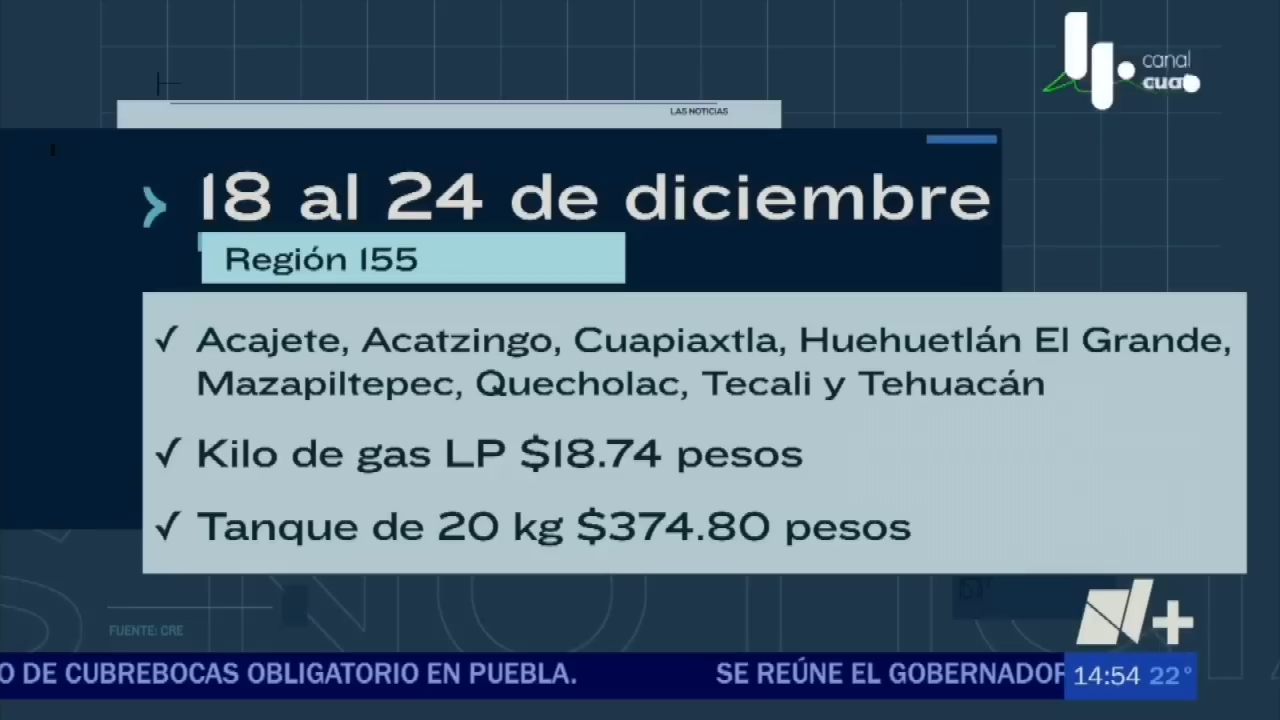 canal
LAS NOTICIAS
18 al 24 de diciembre
Región 155
✓ Acajete, Acatzingo, Cuapiaxtla, Huehuetlán El Grande,
Mazapiltepec, Quecholac, Tecali y Tehuacán
✓ Kilo de gas LP $18.74 pesos
✓ Tanque de 20 kg $374.80 pesos
FUENTE: CRE
N+
O DE CUBREBOCAS OBLIGATORIO EN PUEBLA. SE REÚNE EL GOBERNADOR
14:54 22°